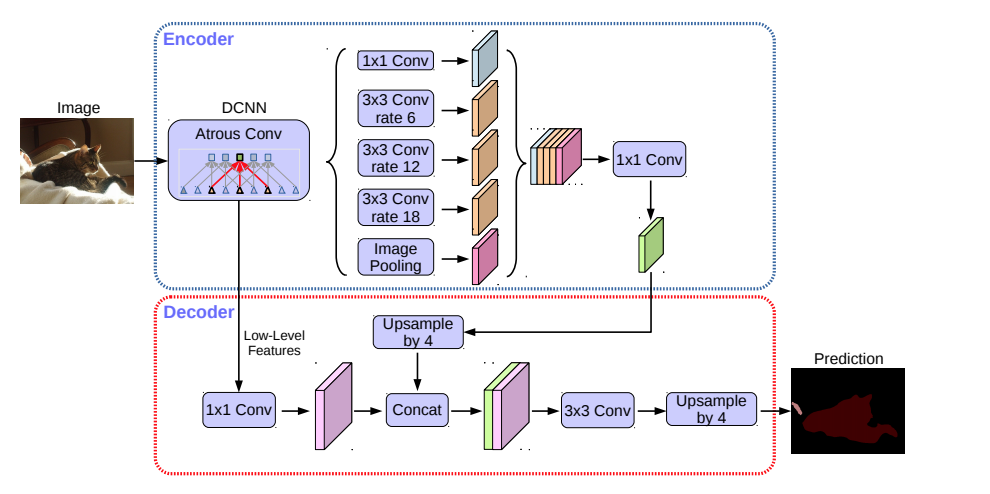 Encoder
Image
DCNN
Atrous Conv
1x1 Conv
3x3 Conv
rate 6
3x3 Conv
rate 12
3x3 Conv
rate 18
Image
Pooling
1x1 Conv
Decoder
Low-Level
Features
Upsample
by 4
1x1 Conv
Concat
3x3 Conv
Upsample
by 4
Prediction